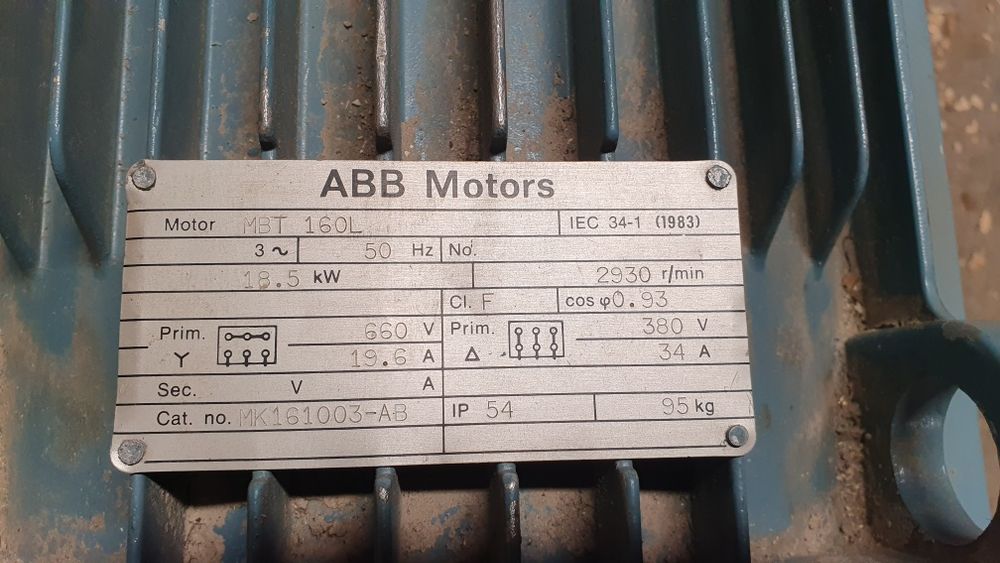 ABB Motors
Motor MBT 160L IEC 34-1 (1983)
3 ~ 50 Hz No.
18.5 kW 2930 r/min
Cl. F cos φ 0.93
Prim. 660 V Prim. 380 V
Y 19.6 A Δ 34 A
Sec. V A
Cat. no. MK161003-AB IP 54 95 kg